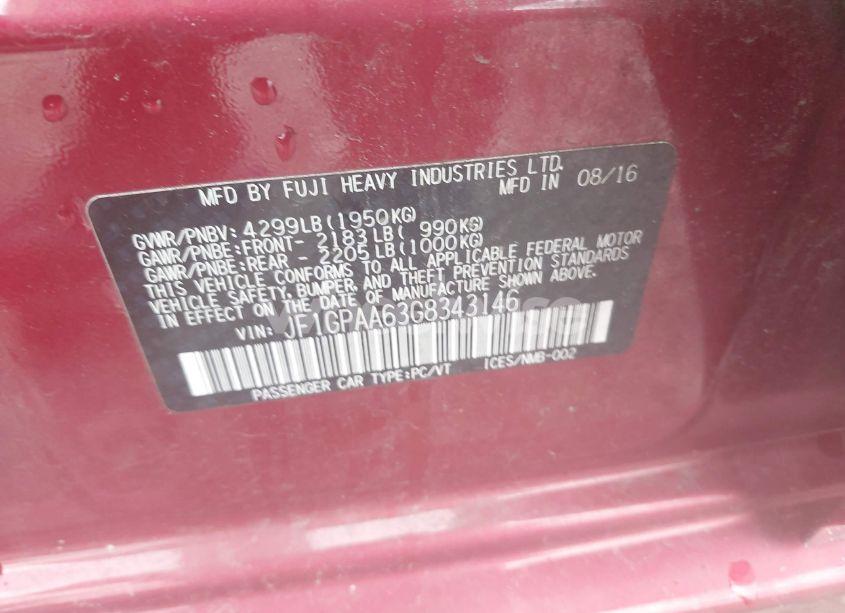 MFD BY FUJI HEAVY INDUSTRIES LTD.
MFD IN 08/16
GVWR/PNBV: 4299LB(1950KG)
GAWR/PNBE:FRONT- 2183LB( 990KG)
GAWR/PNBE:REAR - 2205LB(1000KG)
THIS VEHICLE CONFORMS TO ALL APPLICABLE FEDERAL MOTOR
VEHICLE SAFETY, BUMPER, AND THEFT PREVENTION STANDARDS
IN EFFECT ON THE DATE OF MANUFACTURE SHOWN ABOVE.
VIN: JF1GPAA63G8343146
PASSENGER CAR TYPE:PC/VT ICES/NMB-002